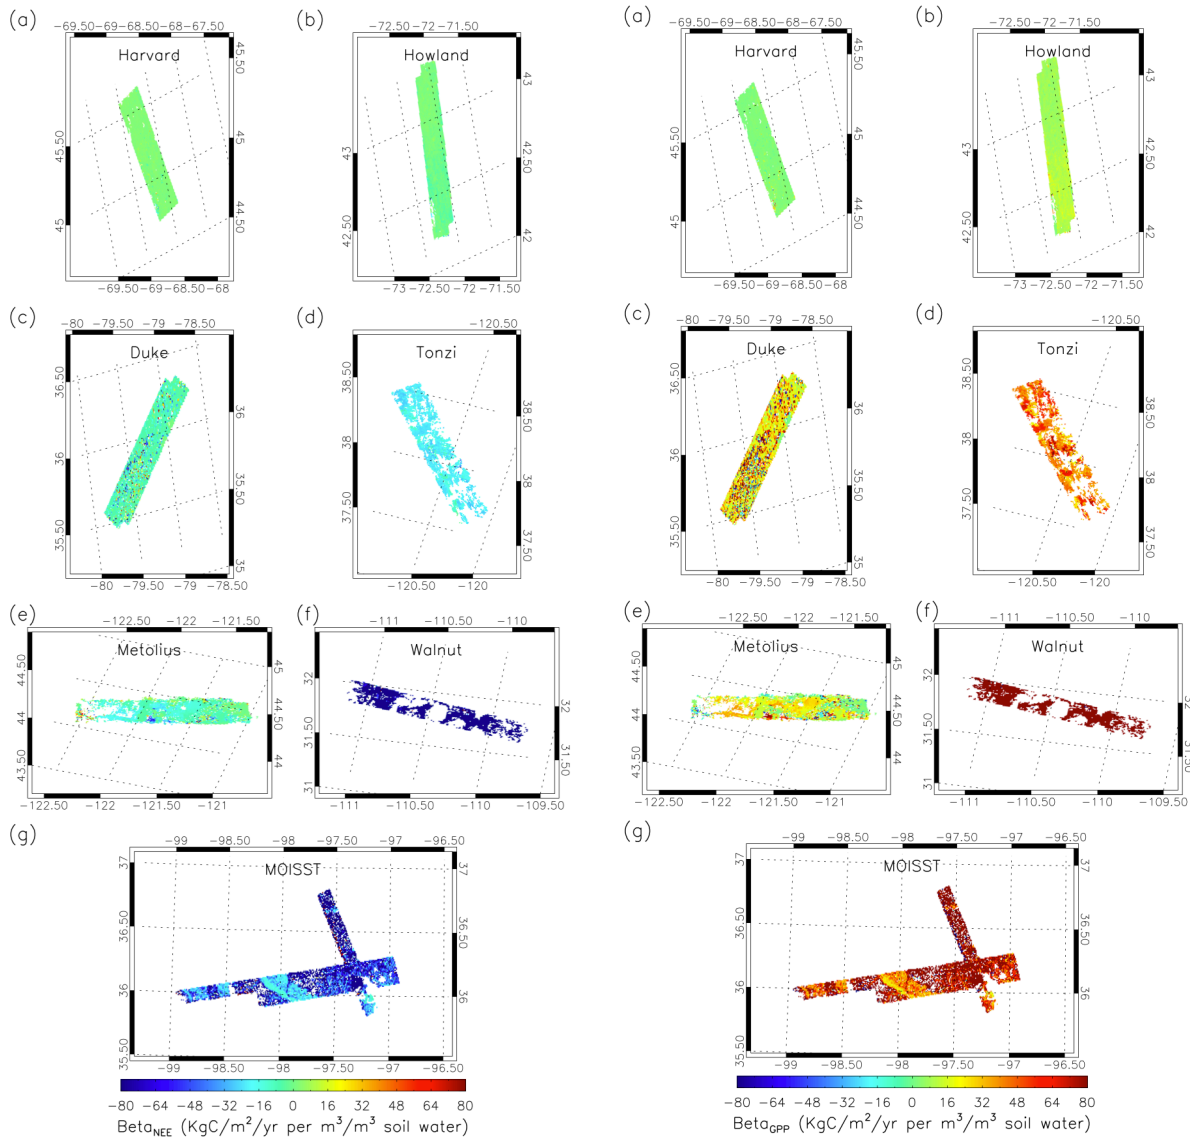 (a)
−69.50−69−68.50−68−67.50
Harvard
45.50
45
44.50
45.50
45
−69.50−69−68.50−68
(b)
−72.50−72−71.50
Howland
43
42.50
42
43
42.50
−73−72.50−72−71.50
(a)
−69.50−69−68.50−68−67.50
Harvard
45.50
45
44.50
45.50
45
−69.50−69−68.50−68
(b)
−72.50−72−71.50
Howland
43
42.50
42
43
42.50
−73−72.50−72−71.50
(c)
−80 −79.50 −79 −78.50
Duke
36.50
36
35.50
36
35.50
35
−80 −79.50 −79 −78.50
(d)
−120.50
Tonzi
38.50
38
37.50
38.50
38
37.50
−120.50 −120
(c)
−80 −79.50 −79 −78.50
Duke
36.50
36
35.50
36
35.50
35
−80 −79.50 −79 −78.50
(d)
−120.50
Tonzi
38.50
38
37.50
38.50
38
37.50
−120.50 −120
(e)
−122.50 −122 −121.50
Metolius
44.50
44
43.50
45
44.50
44
−122.50 −122 −121.50 −121
(f)
−111 −110.50 −110
Walnut
32
31.50
31
32
31.50
−111 −110.50 −110 −109.50
(e)
−122.50 −122 −121.50
Metolius
44.50
44
43.50
45
44.50
44
−122.50 −122 −121.50 −121
(f)
−111 −110.50 −110
Walnut
32
31.50
31
32
31.50
−111 −110.50 −110 −109.50
(g)
−99 −98.50 −98 −97.50 −97 −96.50
MOISST
37
36.50
36
35.50
37
36.50
36
−99 −98.50 −98 −97.50 −97 −96.50
−80 −64 −48 −32 −16 0 16 32 48 64 80
Beta_NEE (KgC/m²/yr per m³/m³ soil water)
(g)
−99 −98.50 −98 −97.50 −97 −96.50
MOISST
37
36.50
36
35.50
37
36.50
36
−99 −98.50 −98 −97.50 −97 −96.50
−80 −64 −48 −32 −16 0 16 32 48 64 80
Beta_GPP (KgC/m²/yr per m³/m³ soil water)